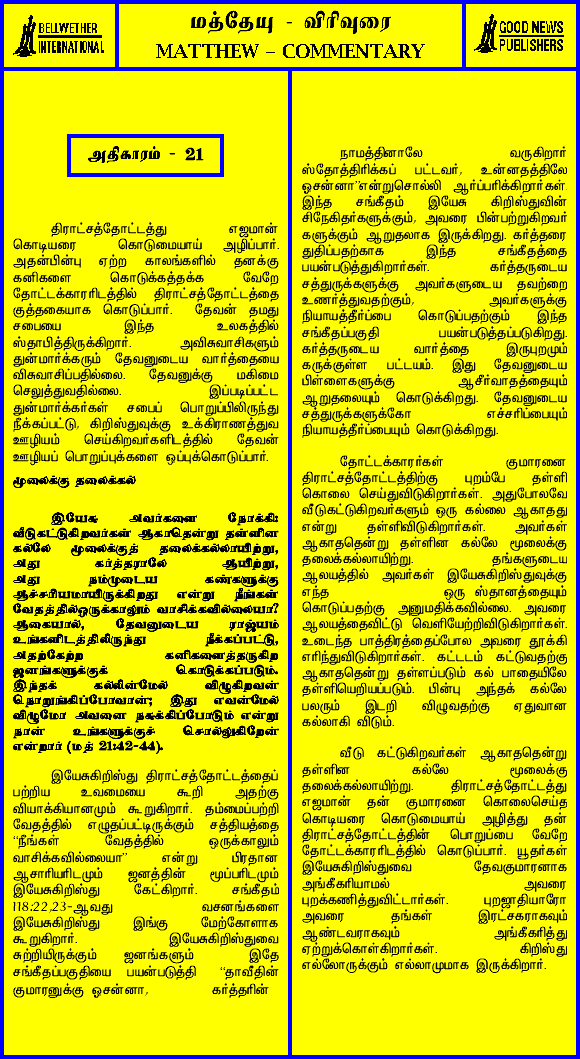 BELLWETHER
INTERNATIONAL
மத்தேயு - விரிவுரை
MATTHEW – COMMENTARY
GOOD NEWS
PUBLISHERS
அதிகாரம் - 21
திராட்சத்தோட்டத்து எஜமான்
கொடியரை கொடுமையாய் அழிப்பார்.
அதன்பின்பு ஏற்ற காலங்களில் தனக்கு
கனிகளை கொடுக்கத்தக்க வேறே
தோட்டக்காரரிடத்தில் திராட்சத்தோட்டத்தை
குத்தகையாக கொடுப்பார். தேவன் தமது
சபையை இந்த உலகத்தில்
ஸ்தாபித்திருக்கிறார். அவிசுவாசிகளும்
துன்மார்க்கரும் தேவனுடைய வார்த்தையை
விசுவாசிப்பதில்லை. தேவனுக்கு மகிமை
செலுத்துவதில்லை. இப்படிப்பட்ட
துன்மார்க்கர்கள் சபைப் பொறுப்பிலிருந்து
நீக்கப்பட்டு, கிறிஸ்துவுக்கு உக்கிராணத்துவ
ஊழியம் செய்கிறவர்களிடத்தில் தேவன்
ஊழியப் பொறுப்புக்களை ஒப்புக்கொடுப்பார்.
மூலைக்கு தலைக்கல்
இயேசு அவர்களை நோக்கி:
வீடுகட்டுகிறவர்கள் ஆகாதென்று தள்ளின
கல்லே மூலைக்குத் தலைக்கல்லாயிற்று,
அது கர்த்தராலே ஆயிற்று,
அது நம்முடைய கண்களுக்கு
ஆச்சரியமாயிருக்கிறது என்று நீங்கள்
வேதத்தில்ஒருக்காலும் வாசிக்கவில்லையா?
ஆகையால், தேவனுடைய ராஜ்யம்
உங்களிடத்திலிருந்து நீக்கப்பட்டு,
அதற்கேற்ற கனிகளைத்தருகிற
ஜனங்களுக்குக் கொடுக்கப்படும்.
இந்தக் கல்லின்மேல் விழுகிறவன்
நொறுங்கிப்போவான்; இது எவன்மேல்
விழுமோ அவனை நசுக்கிப்போடும் என்று
நான் உங்களுக்குச் சொல்லுகிறேன்
என்றார் (மத் 21:42-44).
இயேசுகிறிஸ்து திராட்சத்தோட்டத்தைப்
பற்றிய உவமையை கூறி அதற்கு
வியாக்கியானமும் கூறுகிறார். தம்மைப்பற்றி
வேதத்தில் எழுதப்பட்டிருக்கும் சத்தியத்தை
"நீங்கள் வேதத்தில் ஒருக்காலும்
வாசிக்கவில்லையா" என்று பிரதான
ஆசாரியரிடமும் ஜனத்தின் மூப்பரிடமும்
இயேசுகிறிஸ்து கேட்கிறார். சங்கீதம்
118:22,23-ஆவது வசனங்களை
இயேசுகிறிஸ்து இங்கு மேற்கோளாக
கூறுகிறார். இயேசுகிறிஸ்துவை
சுற்றியிருக்கும் ஜனங்களும் இதே
சங்கீதப்பகுதியை பயன்படுத்தி "தாவீதின்
குமாரனுக்கு ஓசன்னா, கர்த்தரின்
நாமத்தினாலே வருகிறார்
ஸ்தோத்திரிக்கப் பட்டவர், உன்னதத்திலே
ஓசன்னா"என்றுசொல்லி ஆர்ப்பரிக்கிறார்கள்.
இந்த சங்கீதம் இயேசு கிறிஸ்துவின்
சிநேகிதர்களுக்கும், அவரை பின்பற்றுகிறவர்
களுக்கும் ஆறுதலாக இருக்கிறது. கர்த்தரை
துதிப்பதற்காக இந்த சங்கீதத்தை
பயன்படுத்துகிறார்கள். கர்த்தருடைய
சத்துருக்களுக்கு அவர்களுடைய தவற்றை
உணர்த்துவதற்கும், அவர்களுக்கு
நியாயத்தீர்ப்பை கொடுப்பதற்கும் இந்த
சங்கீதப்பகுதி பயன்படுத்தப்படுகிறது.
கர்த்தருடைய வார்த்தை இருபுறமும்
கருக்குள்ள பட்டயம். இது தேவனுடைய
பிள்ளைகளுக்கு ஆசீர்வாதத்தையும்
ஆறுதலையும் கொடுக்கிறது. தேவனுடைய
சத்துருக்களுக்கோ எச்சரிப்பையும்
நியாயத்தீர்ப்பையும் கொடுக்கிறது.
தோட்டக்காரர்கள் குமாரனை
திராட்சத்தோட்டத்திற்கு புறம்பே தள்ளி
கொலை செய்துவிடுகிறார்கள். அதுபோலவே
வீடுகட்டுகிறவர்களும் ஒரு கல்லை ஆகாதது
என்று தள்ளிவிடுகிறார்கள். அவர்கள்
ஆகாததென்று தள்ளின கல்லே மூலைக்கு
தலைக்கல்லாயிற்று. தங்களுடைய
ஆலயத்தில் அவர்கள் இயேசுகிறிஸ்துவுக்கு
எந்த ஒரு ஸ்தானத்தையும்
கொடுப்பதற்கு அனுமதிக்கவில்லை. அவரை
ஆலயத்தைவிட்டு வெளியேற்றிவிடுகிறார்கள்.
உடைந்த பாத்திரத்தைப்போல அவரை தூக்கி
எரிந்துவிடுகிறார்கள். கட்டடம் கட்டுவதற்கு
ஆகாததென்று தள்ளப்படும் கல் பாதையிலே
தள்ளியெறியப்படும். பின்பு அந்தக் கல்லே
பலரும் இடறி விழுவதற்கு ஏதுவான
கல்லாகி விடும்.
வீடு கட்டுகிறவர்கள் ஆகாததென்று
தள்ளின கல்லே மூலைக்கு
தலைக்கல்லாயிற்று. திராட்சத்தோட்டத்து
எஜமான் தன் குமாரனை கொலைசெய்த
கொடியரை கொடுமையாய் அழித்து தன்
திராட்சத்தோட்டத்தின் பொறுப்பை வேறே
தோட்டக்காரரிடத்தில் கொடுப்பார். யூதர்கள்
இயேசுகிறிஸ்துவை தேவகுமாரனாக
அங்கீகரியாமல் அவரை
புறக்கணித்துவிட்டார்கள். புறஜாதியாரோ
அவரை தங்கள் இரட்சகராகவும்
ஆண்டவராகவும் அங்கீகரித்து
ஏற்றுக்கொள்கிறார்கள். கிறிஸ்து
எல்லோருக்கும் எல்லாமுமாக இருக்கிறார்.